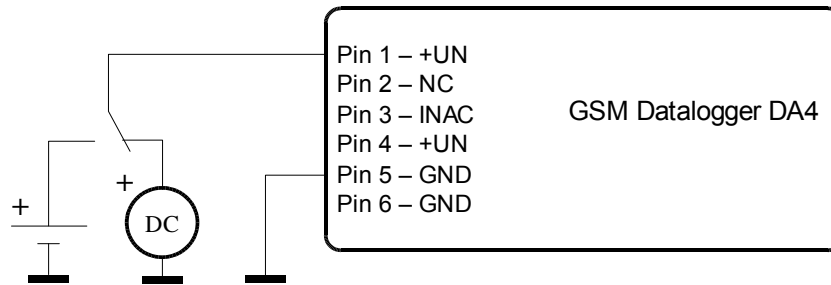 Pin 1 – +UN
Pin 2 – NC
Pin 3 – INAC
Pin 4 – +UN
Pin 5 – GND
Pin 6 – GND
GSM Datalogger DA4
+
+
DC